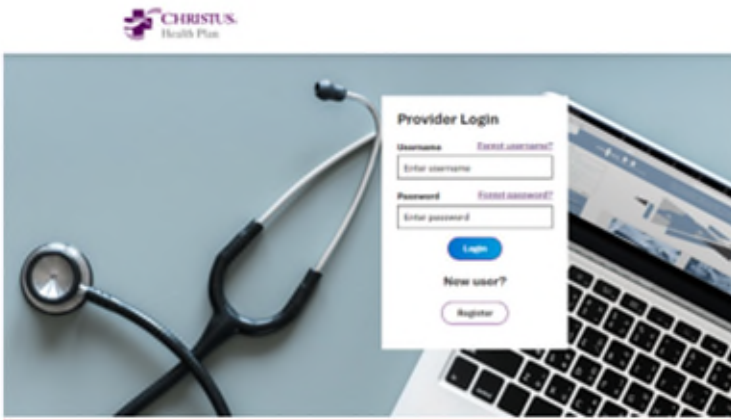 CHRISTUS.
Health Plan
Provider Login
Username Forgot username?
Enter username
Password Forgot password?
Enter password
Login
New user?
Register